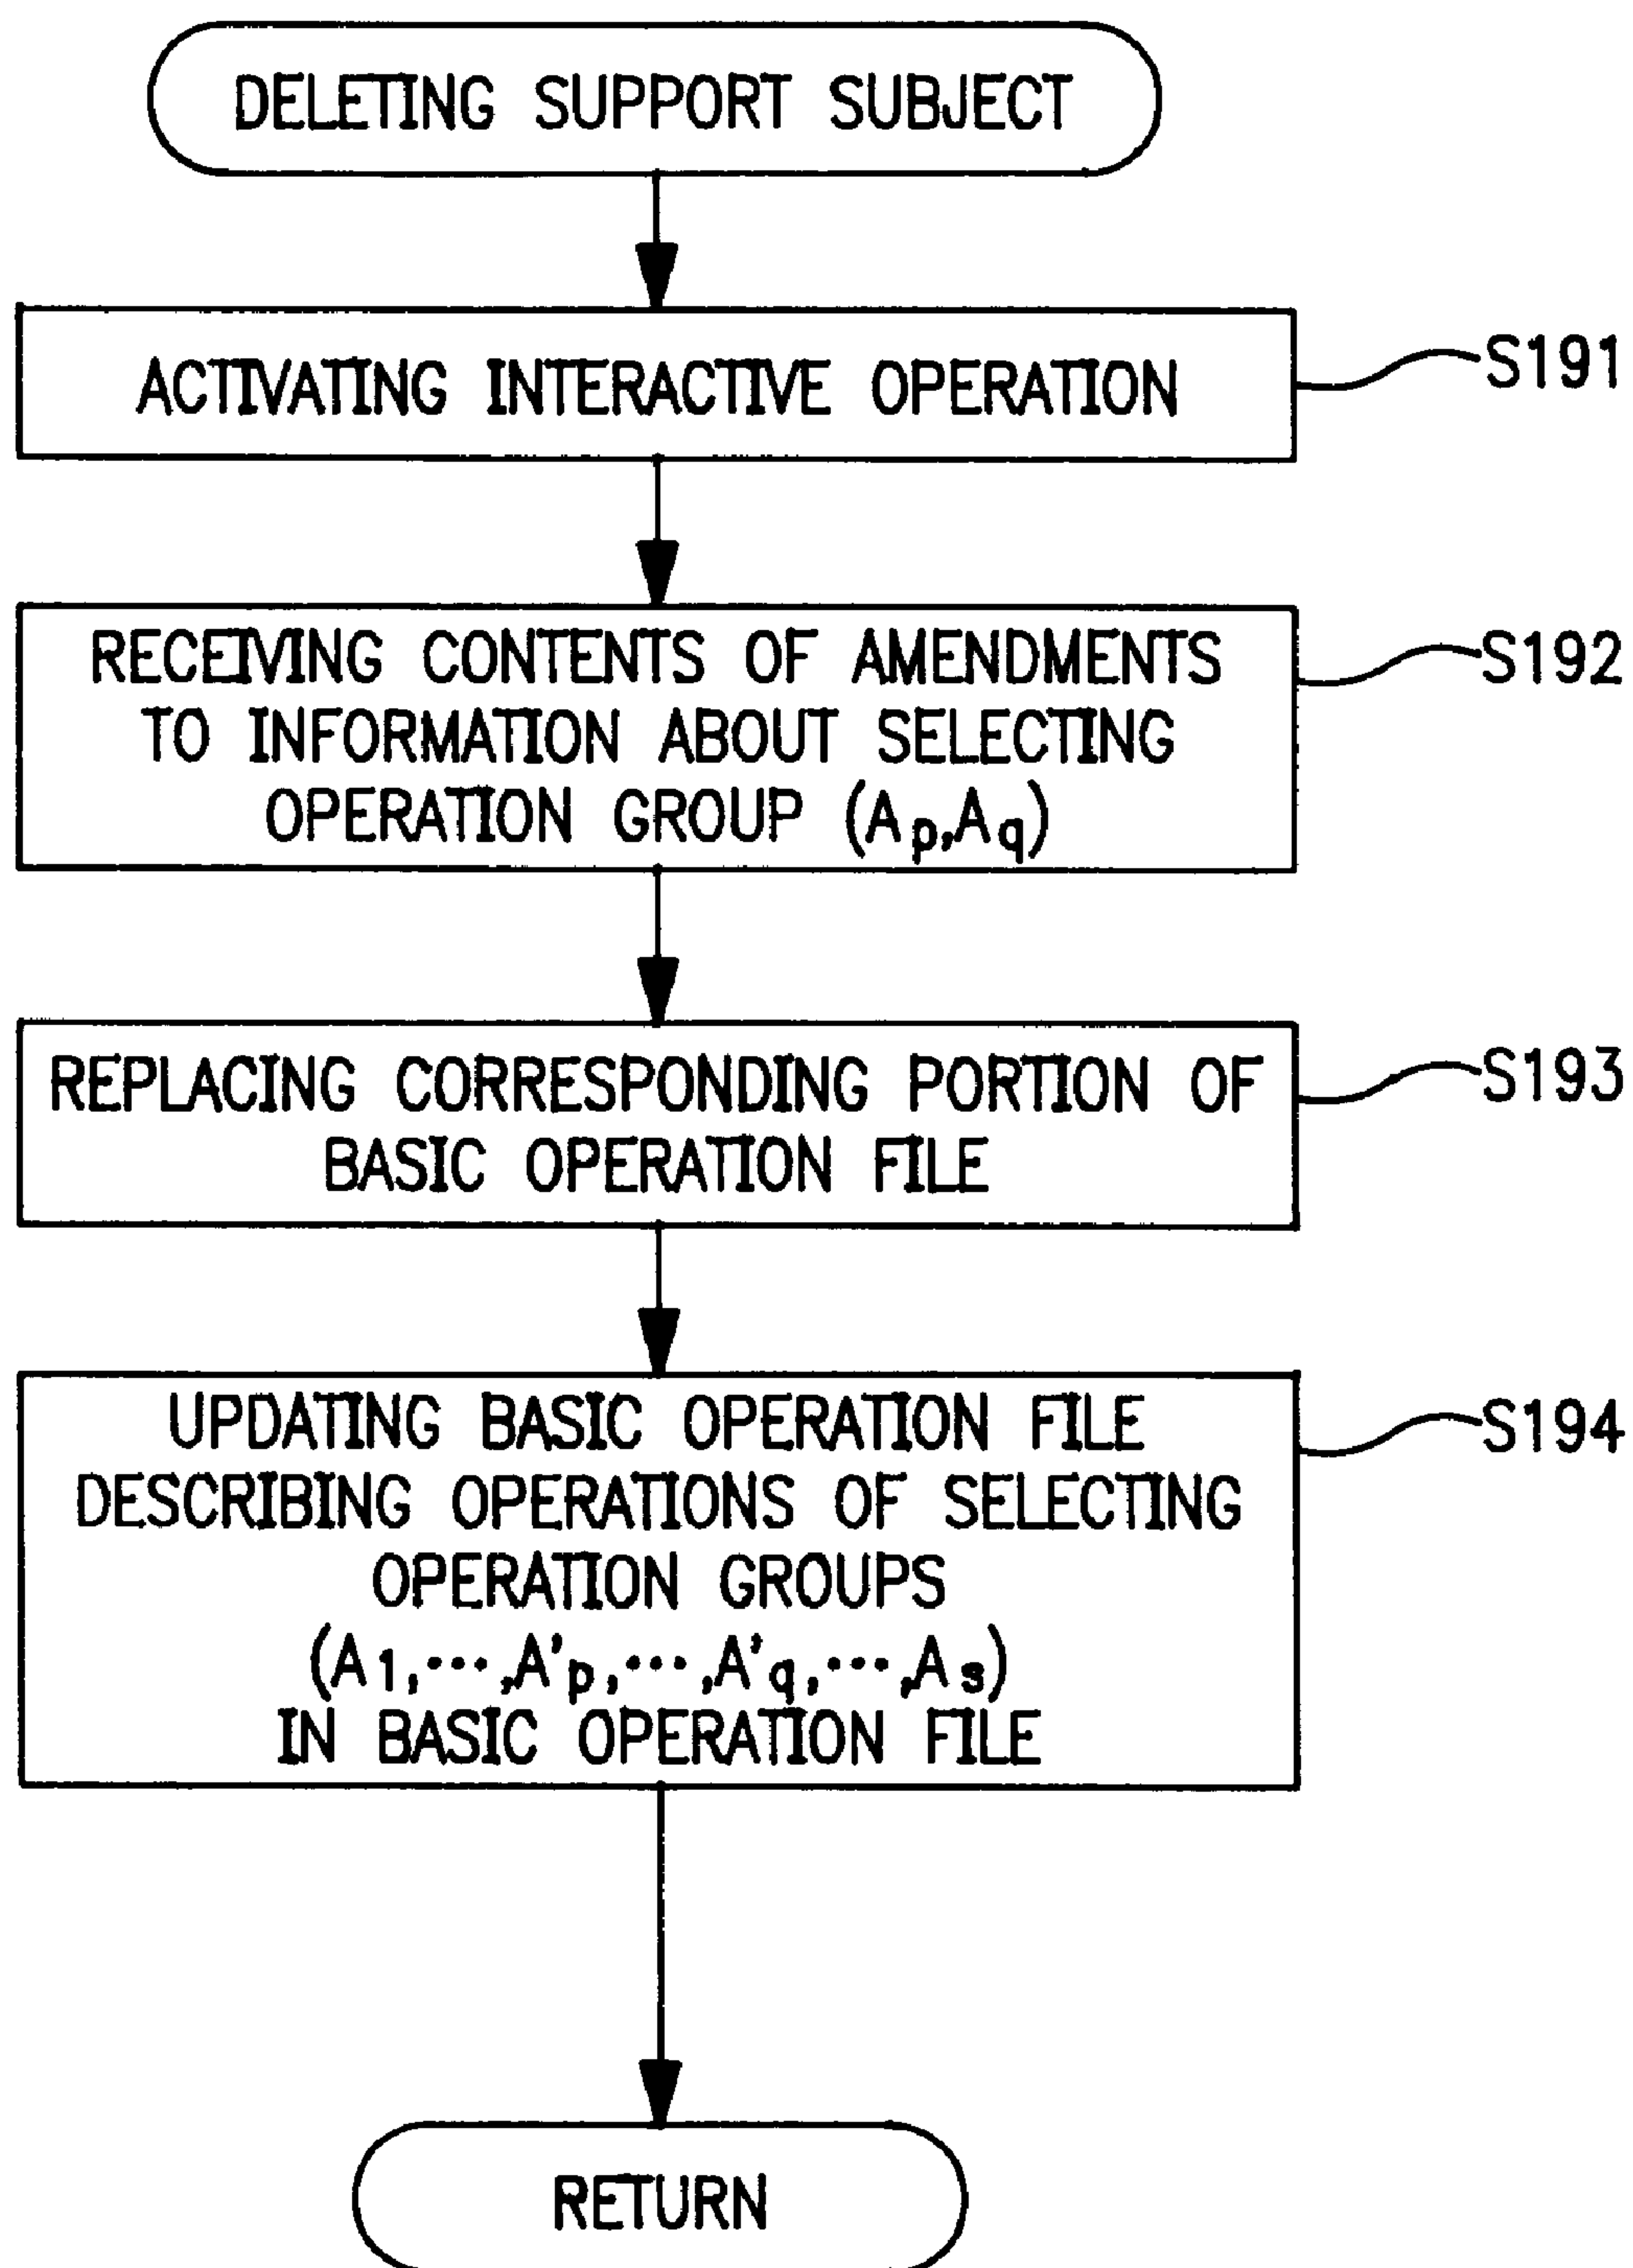 DELETING SUPPORT SUBJECT
ACTIVATING INTERACTIVE OPERATION
S191
RECEIVING CONTENTS OF AMENDMENTS
TO INFORMATION ABOUT SELECTING
OPERATION GROUP (Ap,Aq)
S192
REPLACING CORRESPONDING PORTION OF
BASIC OPERATION FILE
S193
UPDATING BASIC OPERATION FILE
DESCRIBING OPERATIONS OF SELECTING
OPERATION GROUPS
(A1,···,A'p,···,A'q,···,As)
IN BASIC OPERATION FILE
S194
RETURN